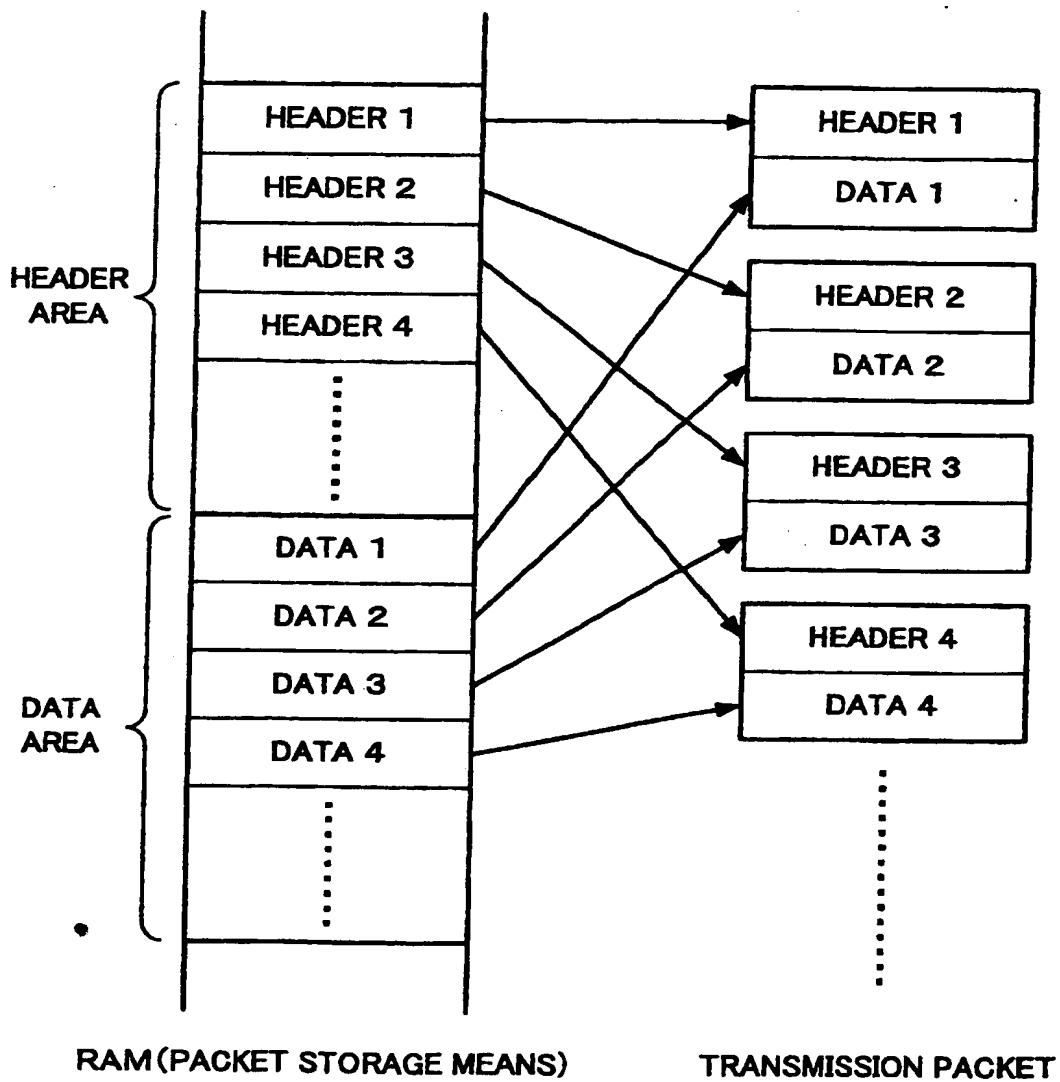 HEADER AREA
HEADER 1
HEADER 2
HEADER 3
HEADER 4
DATA AREA
DATA 1
DATA 2
DATA 3
DATA 4
RAM (PACKET STORAGE MEANS)
HEADER 1
DATA 1
HEADER 2
DATA 2
HEADER 3
DATA 3
HEADER 4
DATA 4
TRANSMISSION PACKET